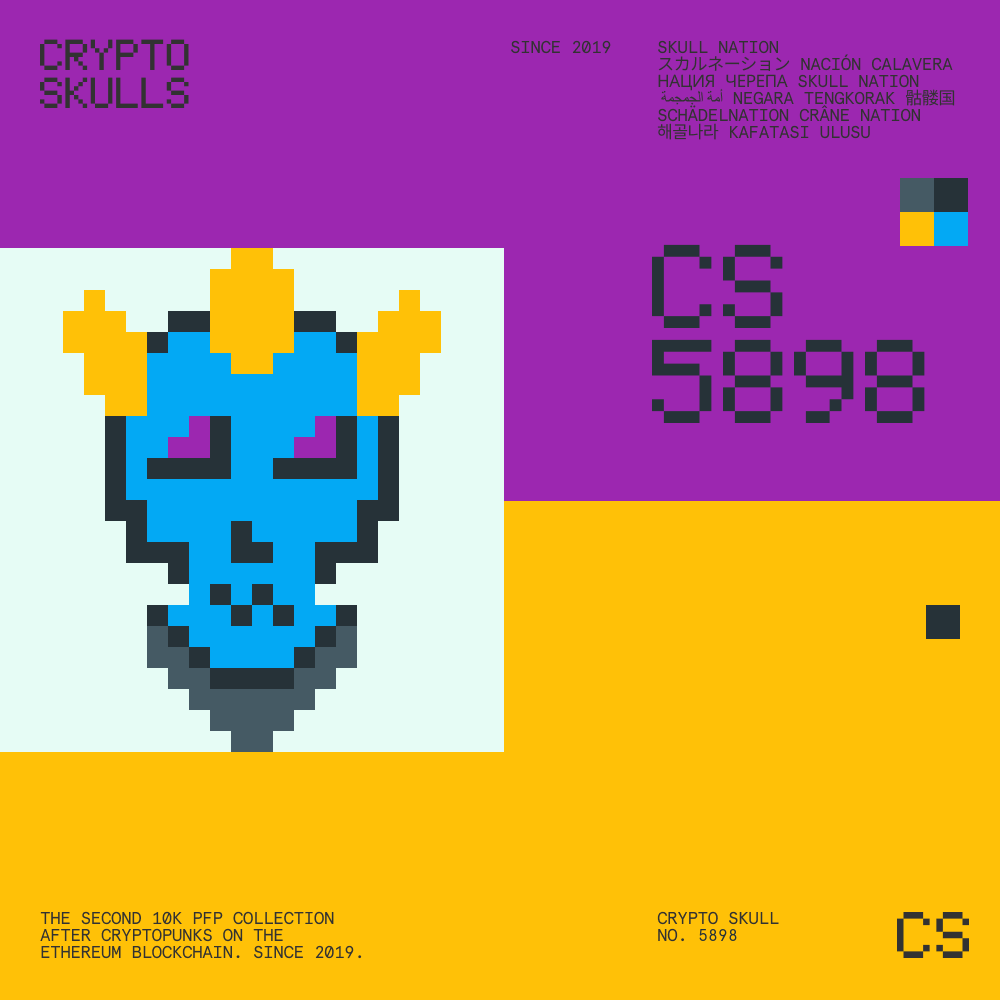 CRYPTO
SKULLS
SINCE 2019
SKULL NATION
スカルネーション NACIÓN CALAVERA
НАЦИЯ ЧЕРЕПА SKULL NATION
أمة الجمجمة NEGARA TENGKORAK 骷髅国
SCHÄDELNATION CRÂNE NATION
해골나라 KAFATASI ULUSU
CS
5898
THE SECOND 10K PFP COLLECTION
AFTER CRYPTOPUNKS ON THE
ETHEREUM BLOCKCHAIN. SINCE 2019.
CRYPTO SKULL
NO. 5898
CS